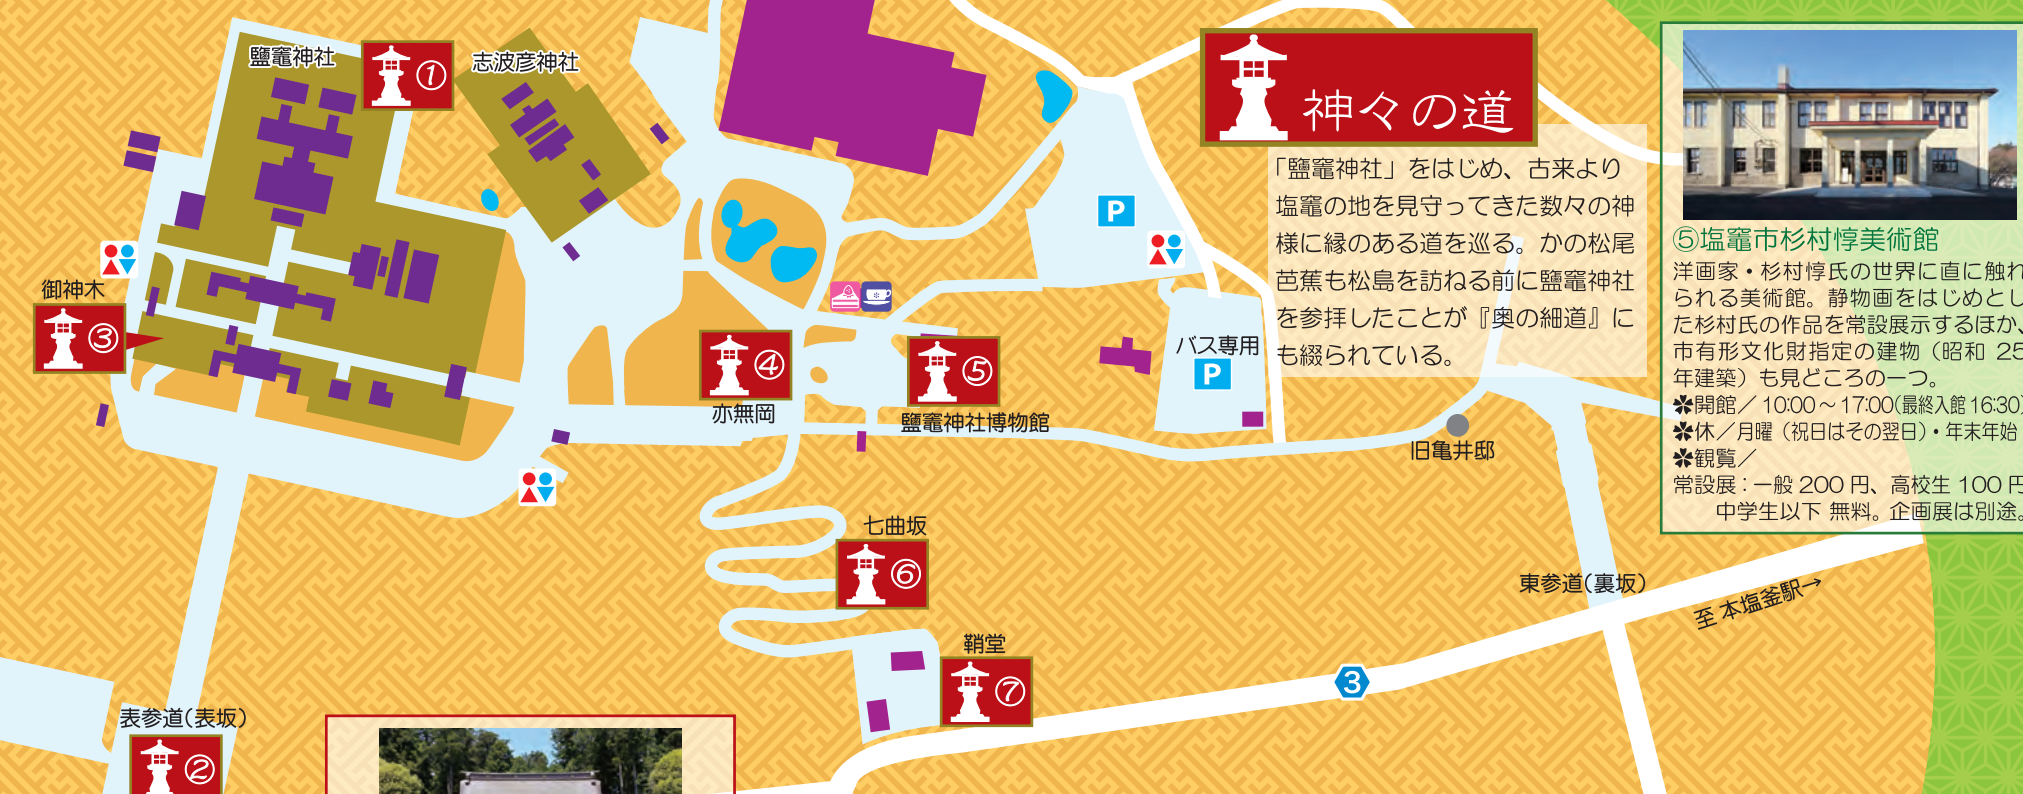 鹽竈神社
①
志波彦神社
神々の道
「鹽竈神社」をはじめ、古来より
塩竈の地を見守ってきた数々の神
様に縁のある道を巡る。かの松尾
芭蕉も松島を訪ねる前に鹽竈神社
を参拝したことが『奥の細道』に
も綴られている。
P
バス専用
P
御神木
③
④
亦無岡
⑤
鹽竈神社博物館
旧亀井邸
七曲坂
⑥
鞘堂
⑦
表参道(表坂)
②
東参道(裏坂)
至 本塩釜駅→
3
⑤塩竈市杉村惇美術館
洋画家・杉村惇氏の世界に直に触れ
られる美術館。静物画をはじめとし
た杉村氏の作品を常設展示するほか、
市有形文化財指定の建物（昭和 25
年建築）も見どころの一つ。
✽開館／10:00～17:00(最終入館 16:30)
✽休／月曜（祝日はその翌日）・年末年始
✽観覧／
常設展：一般 200 円、高校生 100 円
中学生以下 無料。企画展は別途。